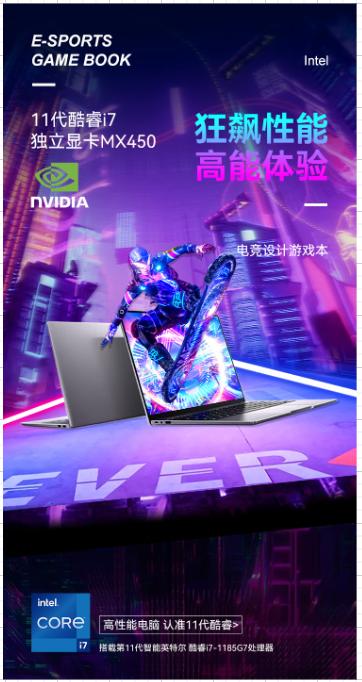 E-SPORTS
GAME BOOK
Intel
11代酷睿i7
独立显卡MX450
NVIDIA
狂飙性能
高能体验
电竞设计游戏本
EVER
intel.
CORE
i7
高性能电脑 认准11代酷睿>
搭载第11代智能英特尔 酷睿i7-1185G7处理器